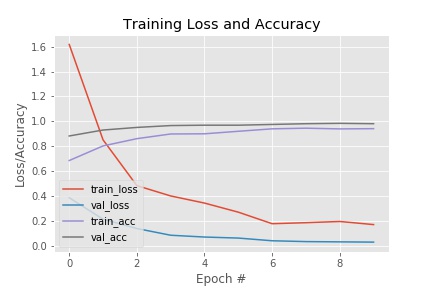 Training Loss and Accuracy
1.6
1.4
1.2
1.0
0.8
0.6
0.4
0.2
0.0
Loss/Accuracy
train_loss
val_loss
train_acc
val_acc
0 2 4 6 8
Epoch #